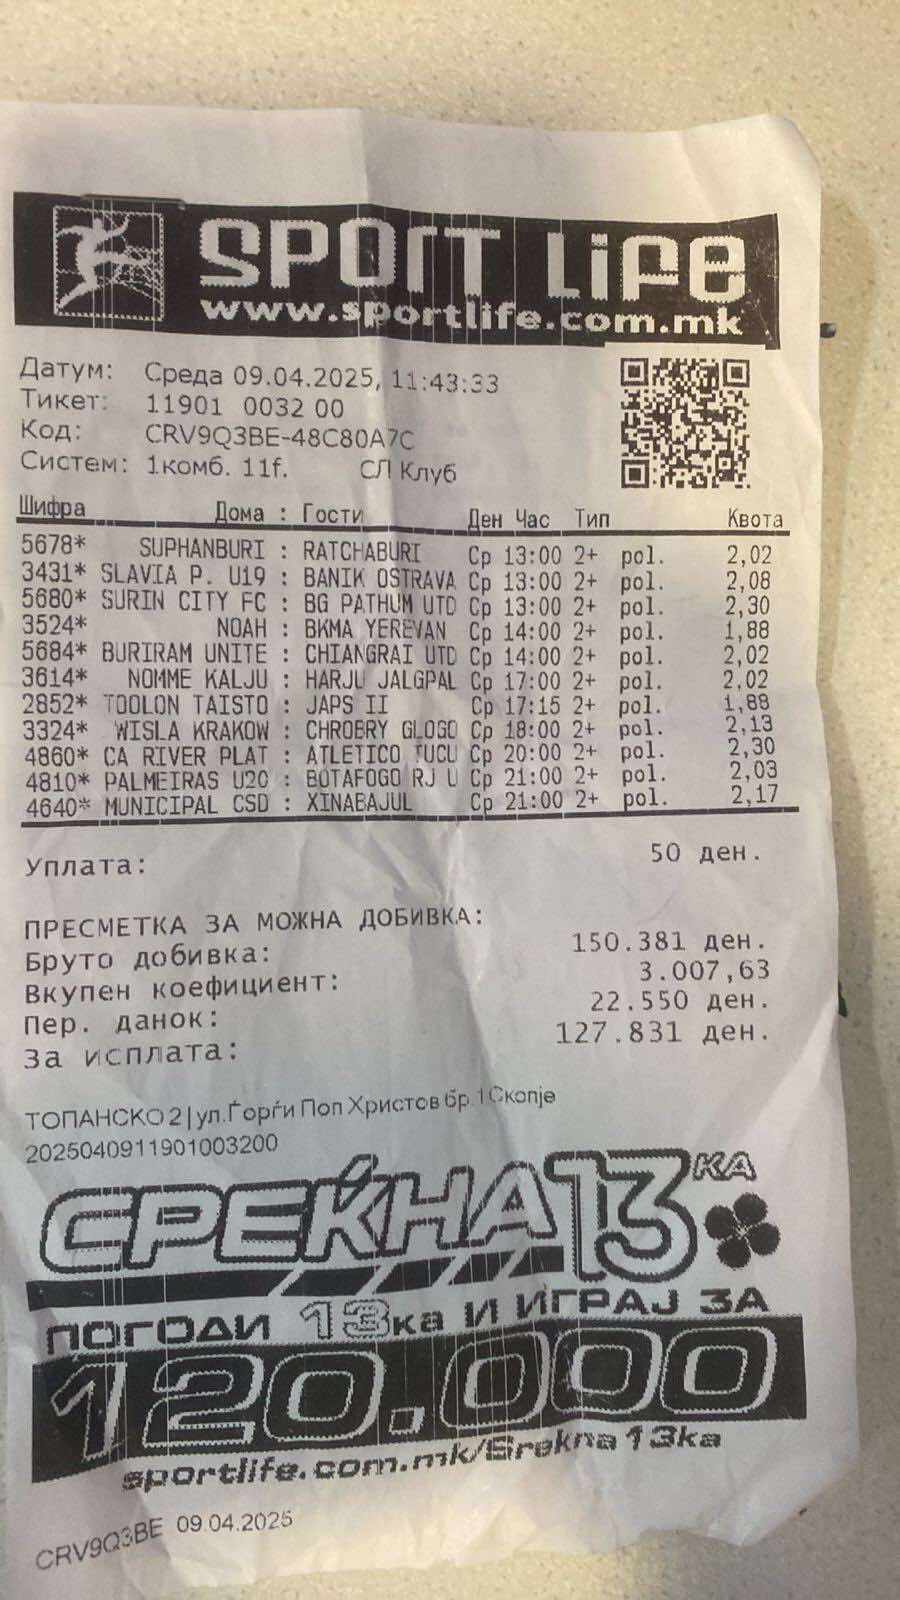 SPORT LiFe
www.sportlife.com.mk
Датум: Среда 09.04.2025, 11:43:33
Тикет: 11901 0032 00
Код: CRV9Q3BE-48C80A7C
Систем: 1комб. 11f. СЛ Клуб
Шифра Дома : Гости Ден Час Тип Квота
5678* SUPHANBURI : RATCHABURI Ср 13:00 2+ pol. 2,02
3431* SLAVIA P. U19 : BANIK OSTRAVA Ср 13:00 2+ pol. 2,08
5680* SURIN CITY FC : BG PATHUM UTD Ср 13:00 2+ pol. 2,30
3524* NOAH : BKMA YEREVAN Ср 14:00 2+ pol. 1,88
5684* BURIRAM UNITE : CHIANGRAI UTD Ср 14:00 2+ pol. 2,02
3614* NOMME KALJU : HARJU JALGPAL Ср 17:00 2+ pol. 2,02
2852* TOOLON TAISTO : JAPS II Ср 17:15 2+ pol. 1,88
3324* WISLA KRAKOW : CHROBRY GLOGO Ср 18:00 2+ pol. 2,13
4860* CA RIVER PLAT : ATLETICO TUCU Ср 20:00 2+ pol. 2,30
4810* PALMEIRAS U20 : BOTAFOGO RJ U Ср 21:00 2+ pol. 2,03
4640* MUNICIPAL CSD : XINABAJUL Ср 21:00 2+ pol. 2,17
Уплата: 50 ден.
ПРЕСМЕТКА ЗА МОЖНА ДОБИВКА:
Бруто добивка: 150.381 ден.
Вкупен коефициент: 3.007,63
Пер. данок: 22.550 ден.
За исплата: 127.831 ден.
ТОПАНСКО 2|ул.Ѓорѓи Поп Христов бр.1Скопје
2025040911901003200
СРЕЌНА 13КА
ПОГОДИ 13ка И ИГРАЈ ЗА
120.000
sportlife.com.mk/Srekna13ka
CRV9Q3BE 09.04.2025